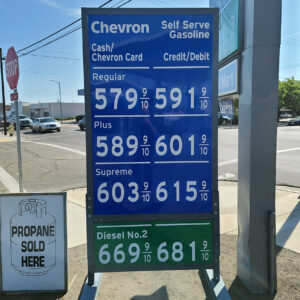 Chevron
Self Serve
Gasoline
Cash/
Chevron Card
Credit/Debit
Regular
579 9/10 591 9/10
Plus
589 9/10 601 9/10
Supreme
603 9/10 615 9/10
Diesel No.2
669 9/10 681 9/10
STOP
PROPANE
SOLD
HERE